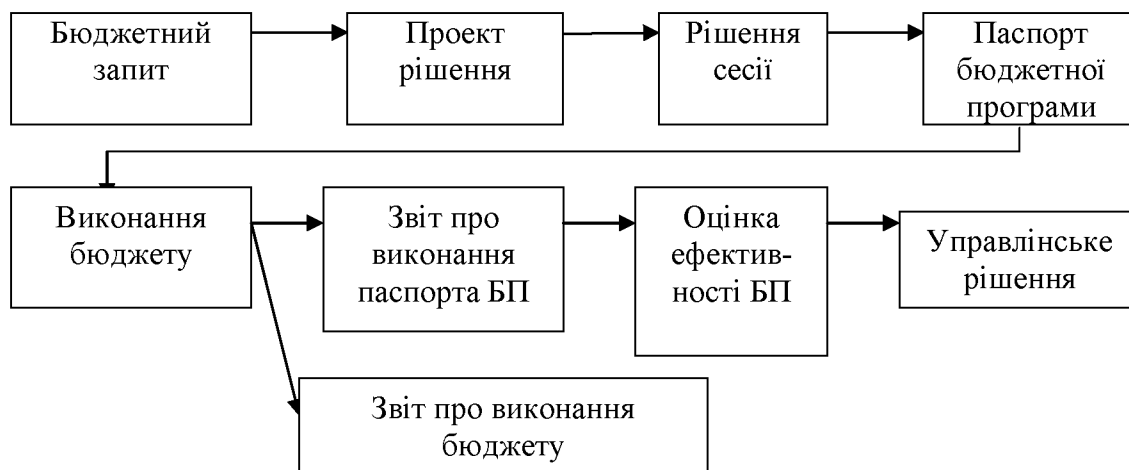 Бюджетний
запит
Проект
рішення
Рішення
сесії
Паспорт
бюджетної
програми
Виконання
бюджету
Звіт про
виконання
паспорта БП
Оцінка
ефектив-
ності БП
Управлінське
рішення
Звіт про виконання
бюджету